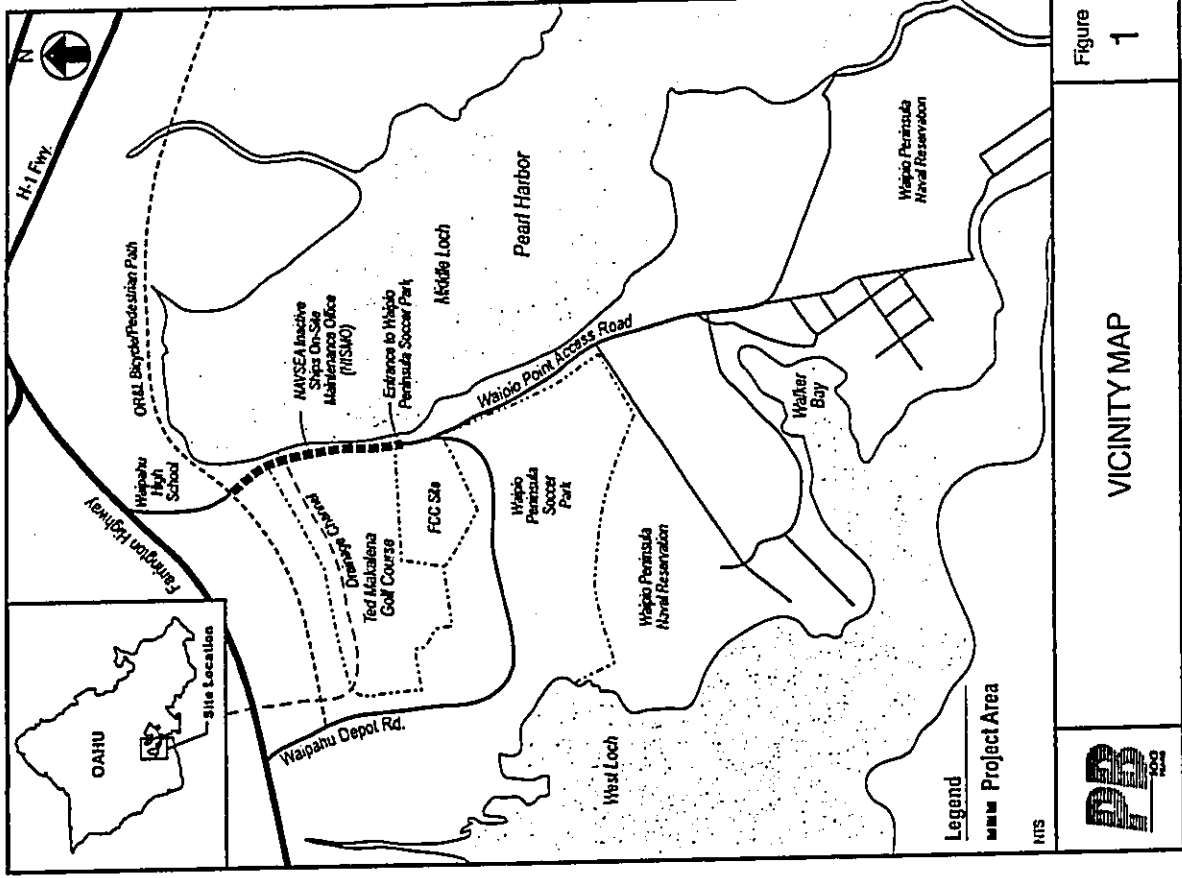 N
H-1 Fwy.
Farrington Highway
OR&L Bicycle/Pedestrian Path
OAHU
Site Location
Waipahu
High
School
NAVSEA Inactive
Ships On-Site
Maintenance Office
(NISMO)
Entrance to Waipio
Peninsula Soccer Park
Middle Loch
Pearl Harbor
Drainage Channel
Ted Makalena
Golf Course
FCC Site
Waipahu Depot Rd.
Waipio Point Access Road
Waipio
Peninsula
Soccer
Park
Waipio Peninsula
Naval Reservation
Waipio Peninsula
Naval Reservation
Walker
Bay
West Loch
Legend
Project Area
NTS
PB
100
YEARS
VICINITY MAP
Figure
1